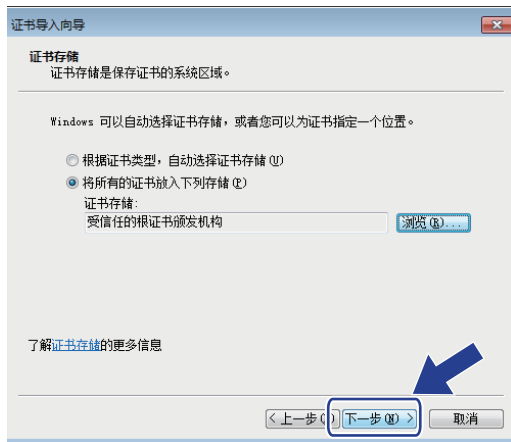 证书导入向导
证书存储
证书存储是保存证书的系统区域。
Windows 可以自动选择证书存储，或者您可以为证书指定一个位置。
根据证书类型，自动选择证书存储(U)
将所有的证书放入下列存储(P)
证书存储:
受信任的根证书颁发机构
浏览(R)...
了解证书存储的更多信息
< 上一步( 下一步(N) > 取消